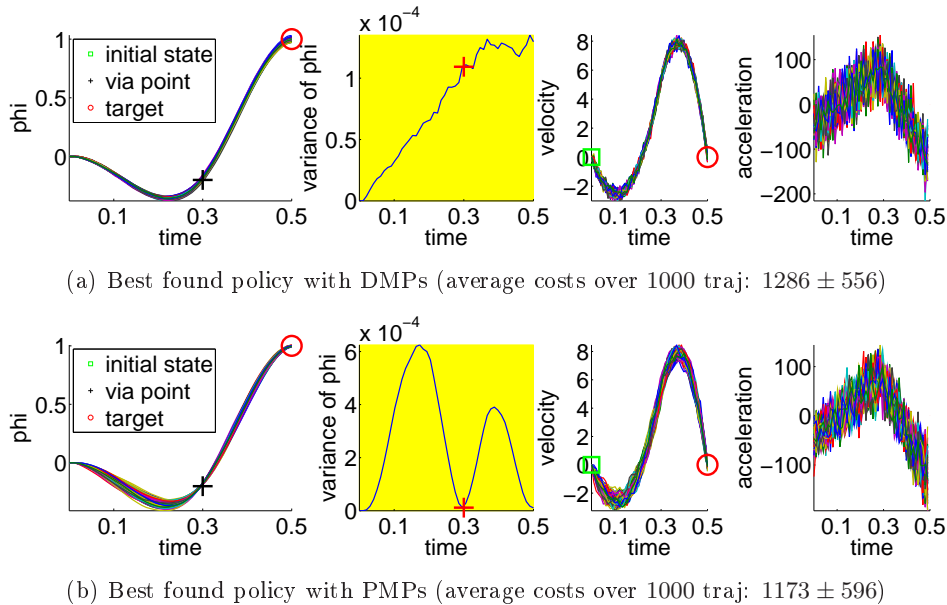 x 10⁻⁴
1
0.5
0
phi
initial state
via point
target
0.1 0.3 0.5
time
1
0.5
0
variance of phi
0.1 0.3 0.5
time
8
6
4
2
0
−2
velocity
0.1 0.3 0.5
time
100
0
−100
−200
acceleration
0.1 0.3 0.5
time
(a) Best found policy with DMPs (average costs over 1000 traj: 1286 ± 556)
x 10⁻⁴
1
0.5
0
phi
initial state
via point
target
0.1 0.3 0.5
time
6
4
2
0
variance of phi
0.1 0.3 0.5
time
8
6
4
2
0
−2
velocity
0.1 0.3 0.5
time
100
0
−100
acceleration
0.1 0.3 0.5
time
(b) Best found policy with PMPs (average costs over 1000 traj: 1173 ± 596)